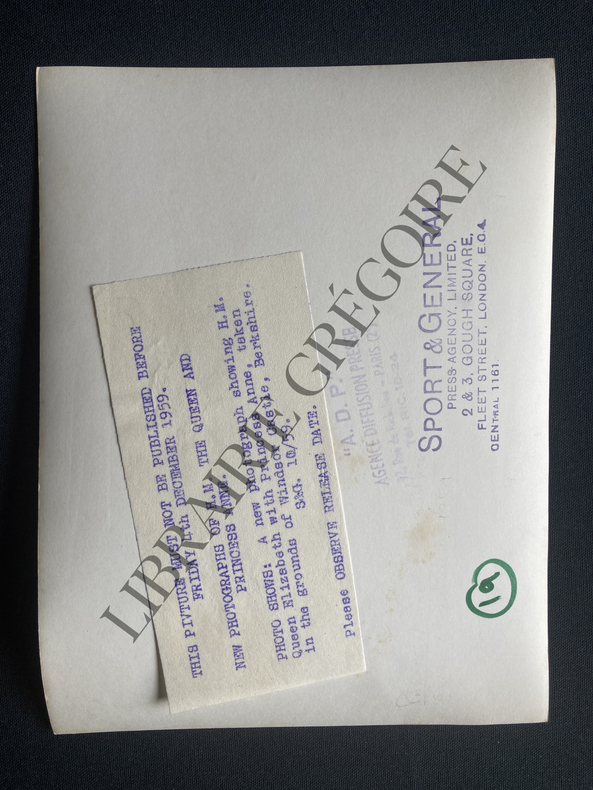 THIS PIVTURE MUST NOT BE PUBLISHED BEFORE
FRIDAY 4th DECEMBER 1959.
NEW PHOTOGRAPHS OF H.M. THE QUEEN AND
PRINCESS ANNE.
PHOTO SHOWS: A new photograph showing H.M.
Queen Elizabeth with Princess Anne, taken
in the grounds of Windsor Castle, Berkshire.
S&G. 10/59.
Please OBSERVE RELEASE DATE.
"A. D. P."
AGENCE DIFFUSION PRESSE
PARIS
SPORT & GENERAL
PRESS AGENCY, LIMITED,
2 & 3, GOUGH SQUARE,
FLEET STREET, LONDON, E.C.4.
CENTRAL 1161
19
LIBRAIRIE GRÉGOIRE